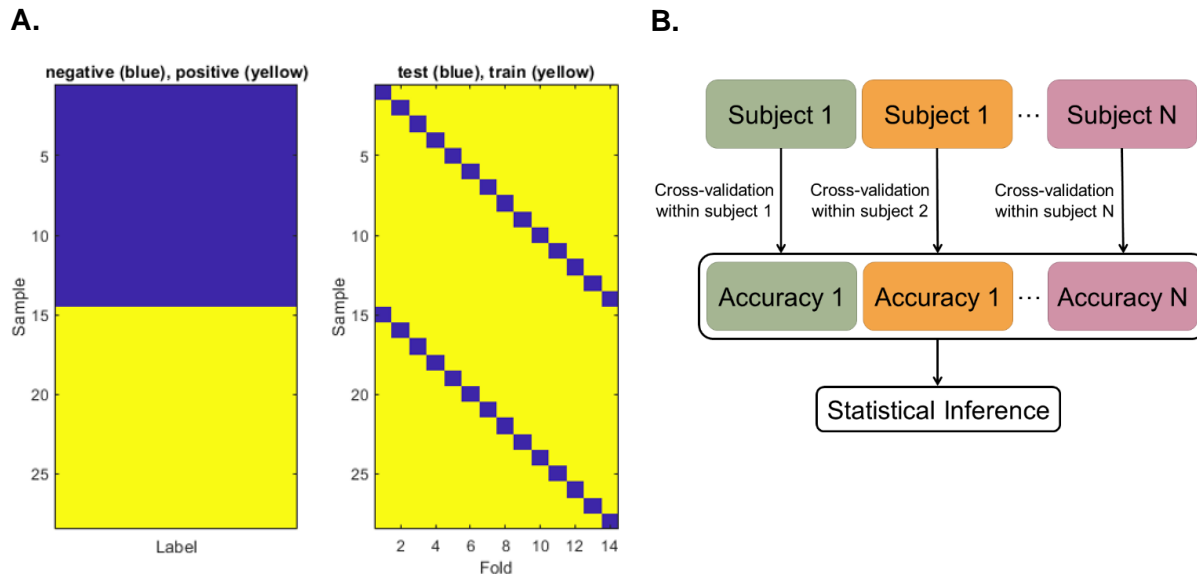 A.
negative (blue), positive (yellow)
Sample
5
10
15
20
25
Label
test (blue), train (yellow)
Sample
5
10
15
20
25
2 4 6 8 10 12 14
Fold
B.
Subject 1 Subject 1 ... Subject N
Cross-validation
within subject 1
Cross-validation
within subject 2
Cross-validation
within subject N
Accuracy 1 Accuracy 1 ... Accuracy N
Statistical Inference